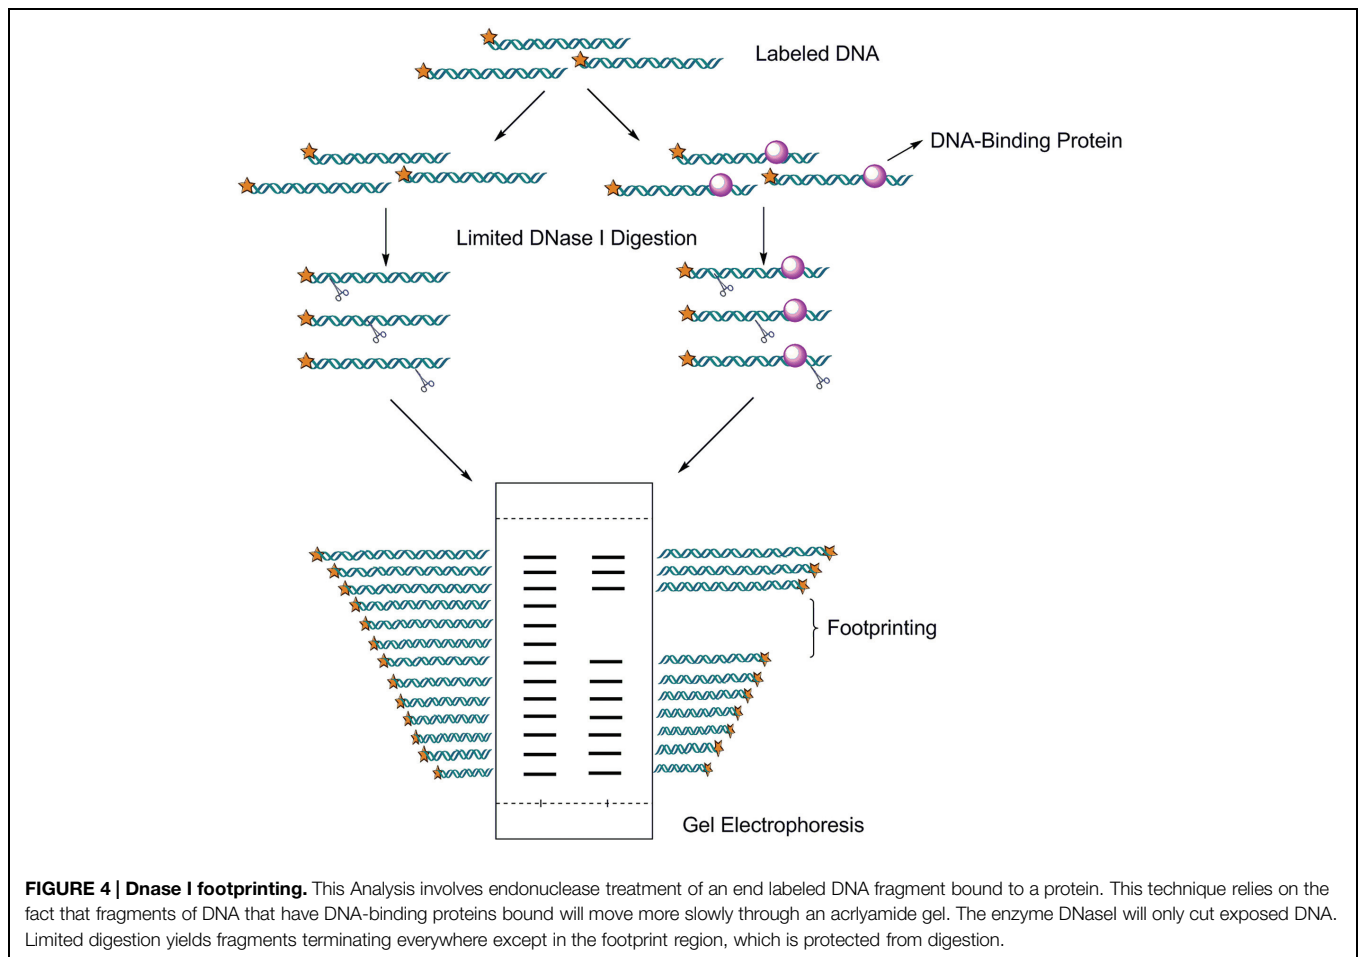 Labeled DNA
DNA-Binding Protein
Limited DNase I Digestion
Footprinting
Gel Electrophoresis
FIGURE 4 | Dnase I footprinting. This Analysis involves endonuclease treatment of an end labeled DNA fragment bound to a protein. This technique relies on the
fact that fragments of DNA that have DNA-binding proteins bound will move more slowly through an acrlyamide gel. The enzyme DNaseI will only cut exposed DNA.
Limited digestion yields fragments terminating everywhere except in the footprint region, which is protected from digestion.